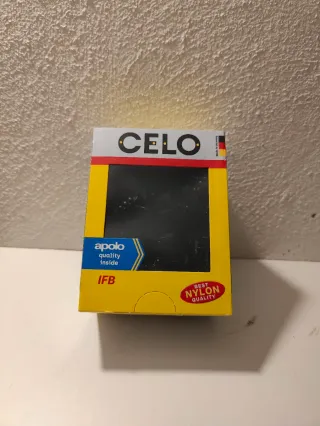 CELO
apolo
quality
inside
IFB
BEST
NYLON
QUALITY